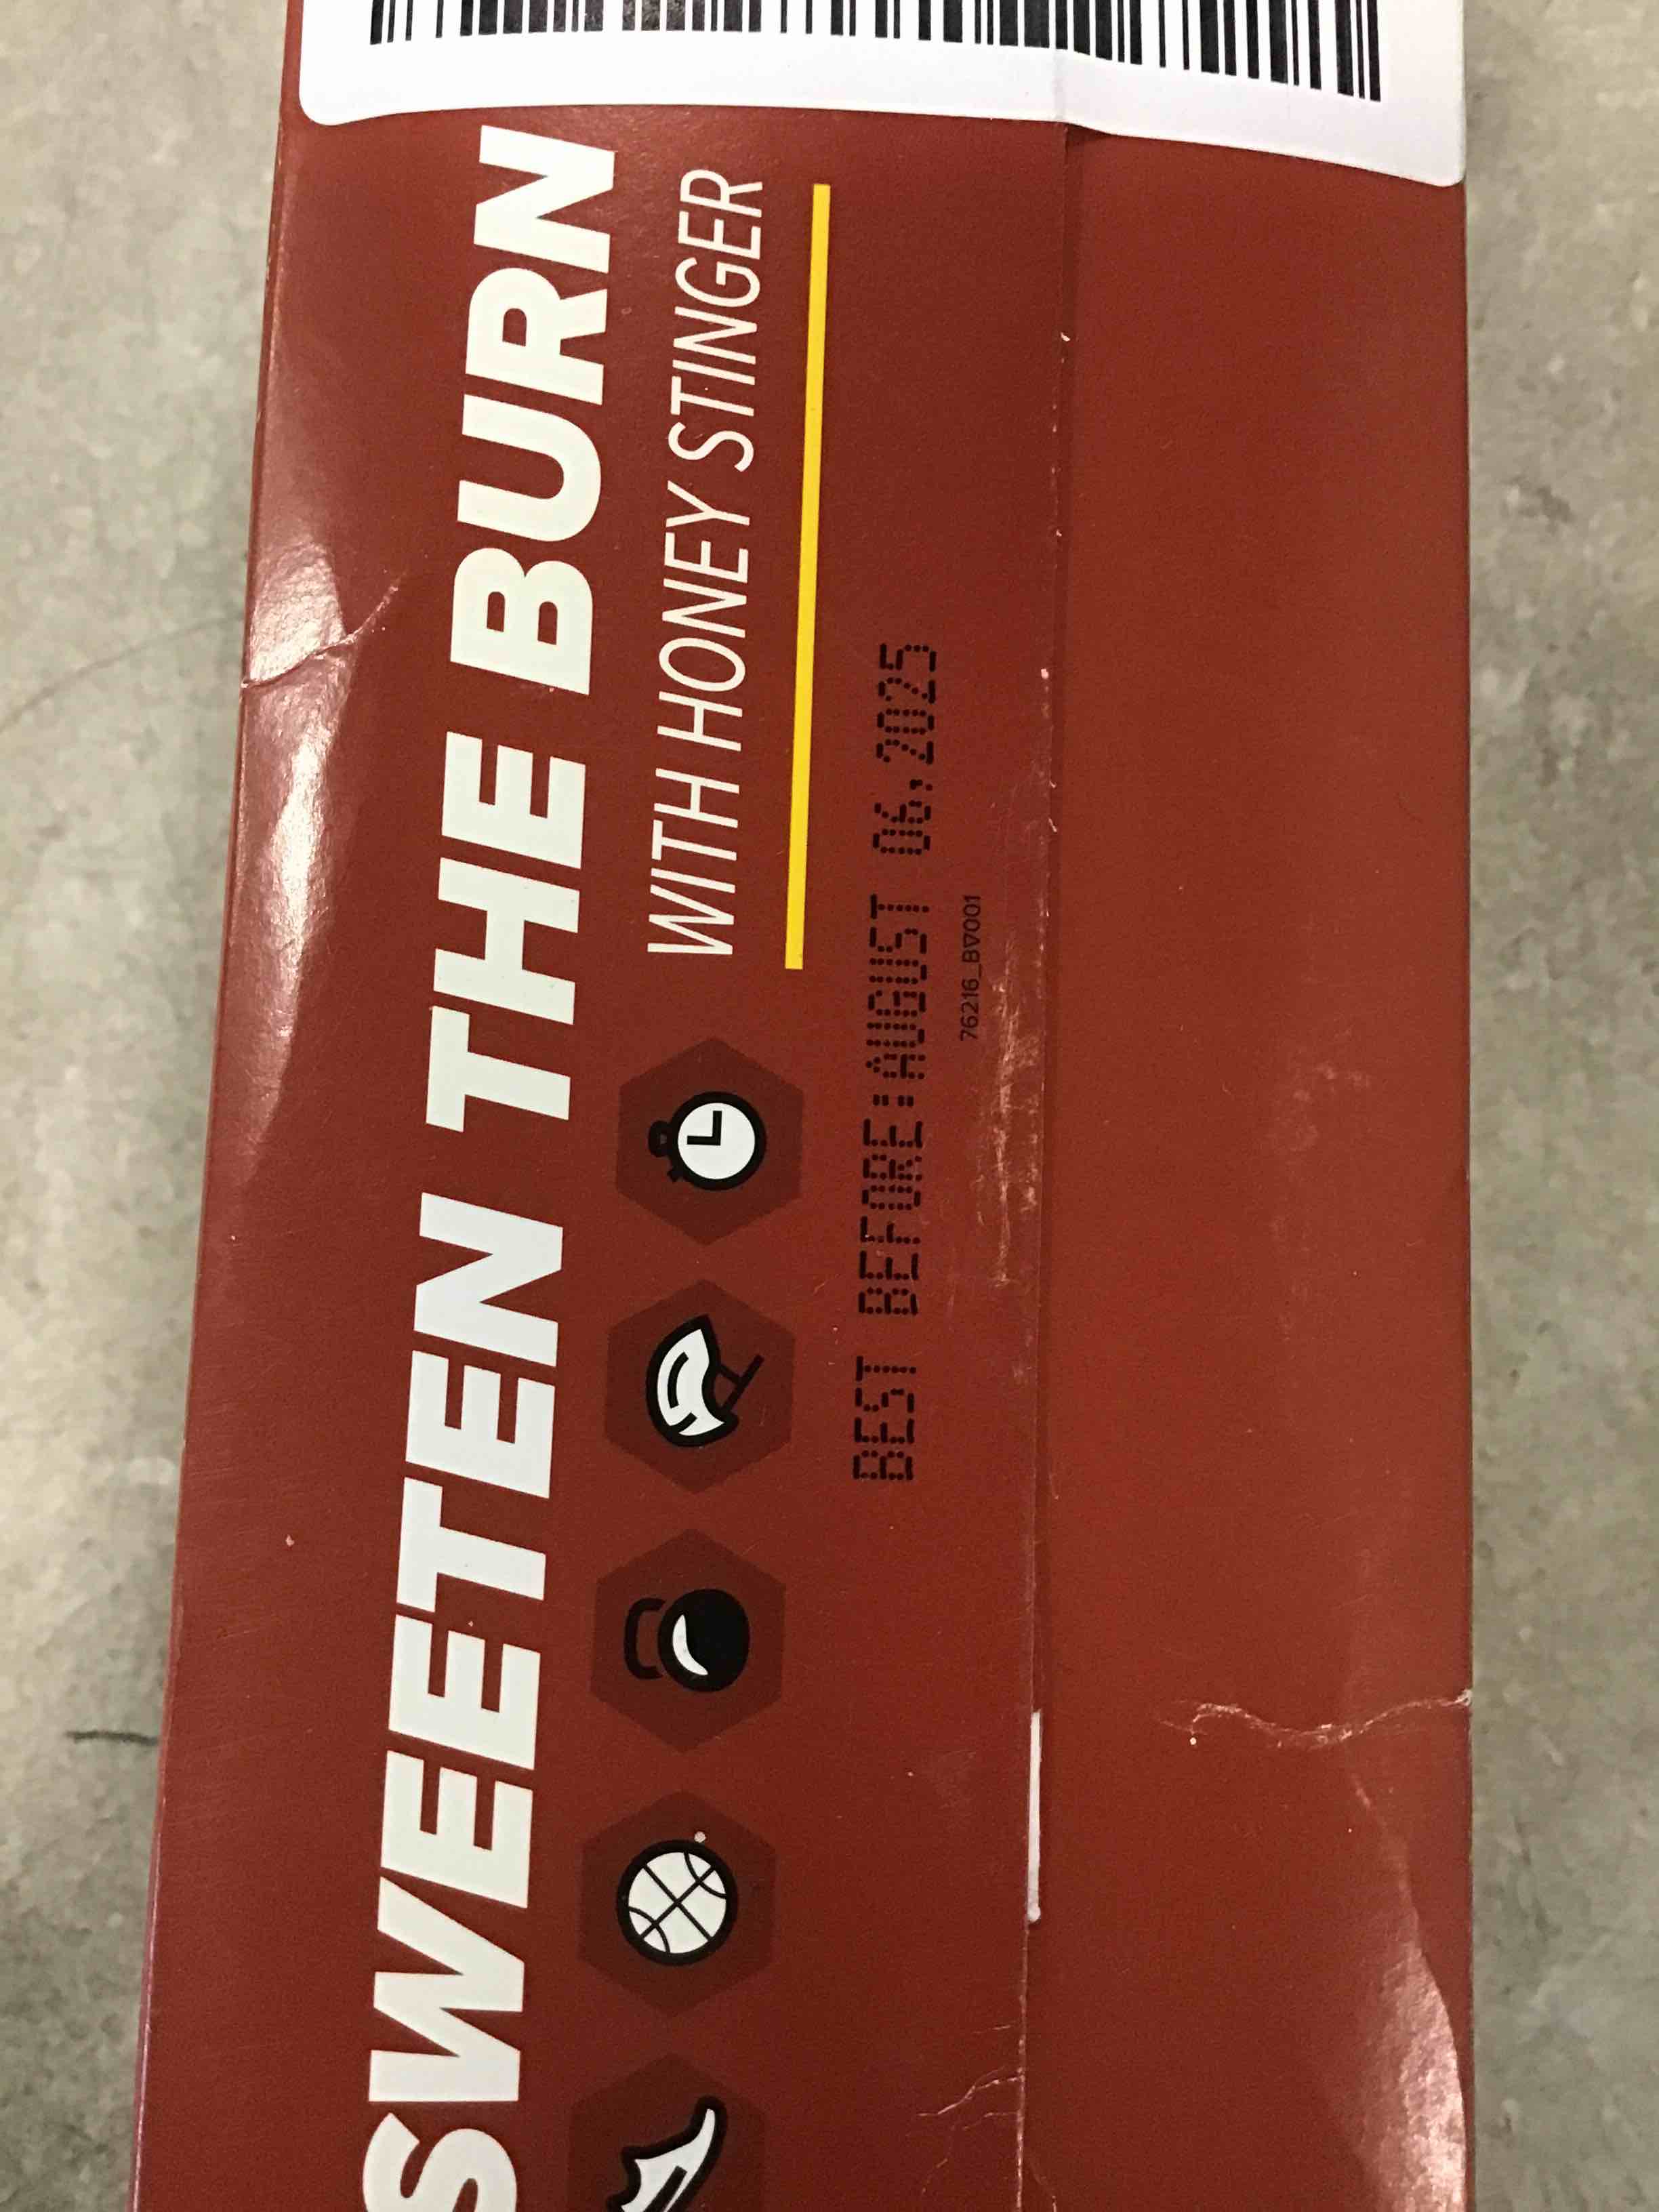 SWEETEN THE BURN
WITH HONEY STINGER
BEST BEFORE:AUGUST 06,2025
76216_BV001